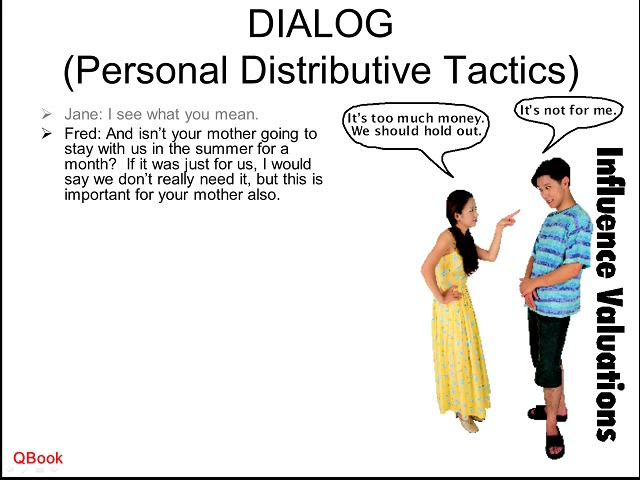 DIALOG
(Personal Distributive Tactics)
Jane: I see what you mean.
Fred: And isn't your mother going to
stay with us in the summer for a
month? If it was just for us, I would
say we don't really need it, but this is
important for your mother also.
It's too much money.
We should hold out.
It's not for me.
Influence Valuations
QBook